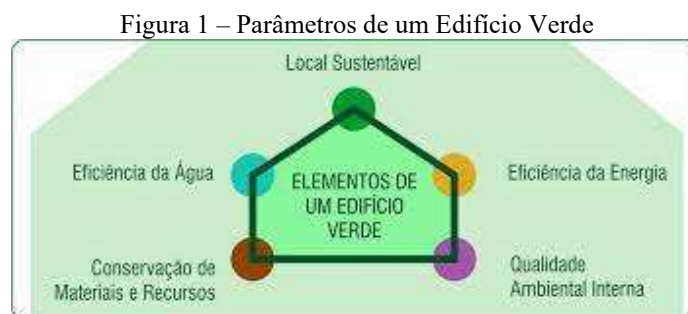 Figura 1 – Parâmetros de um Edifício Verde
Local Sustentável
Eficiência da Água
Eficiência da Energia
ELEMENTOS DE
UM EDIFÍCIO
VERDE
Conservação de
Materiais e Recursos
Qualidade
Ambiental Interna